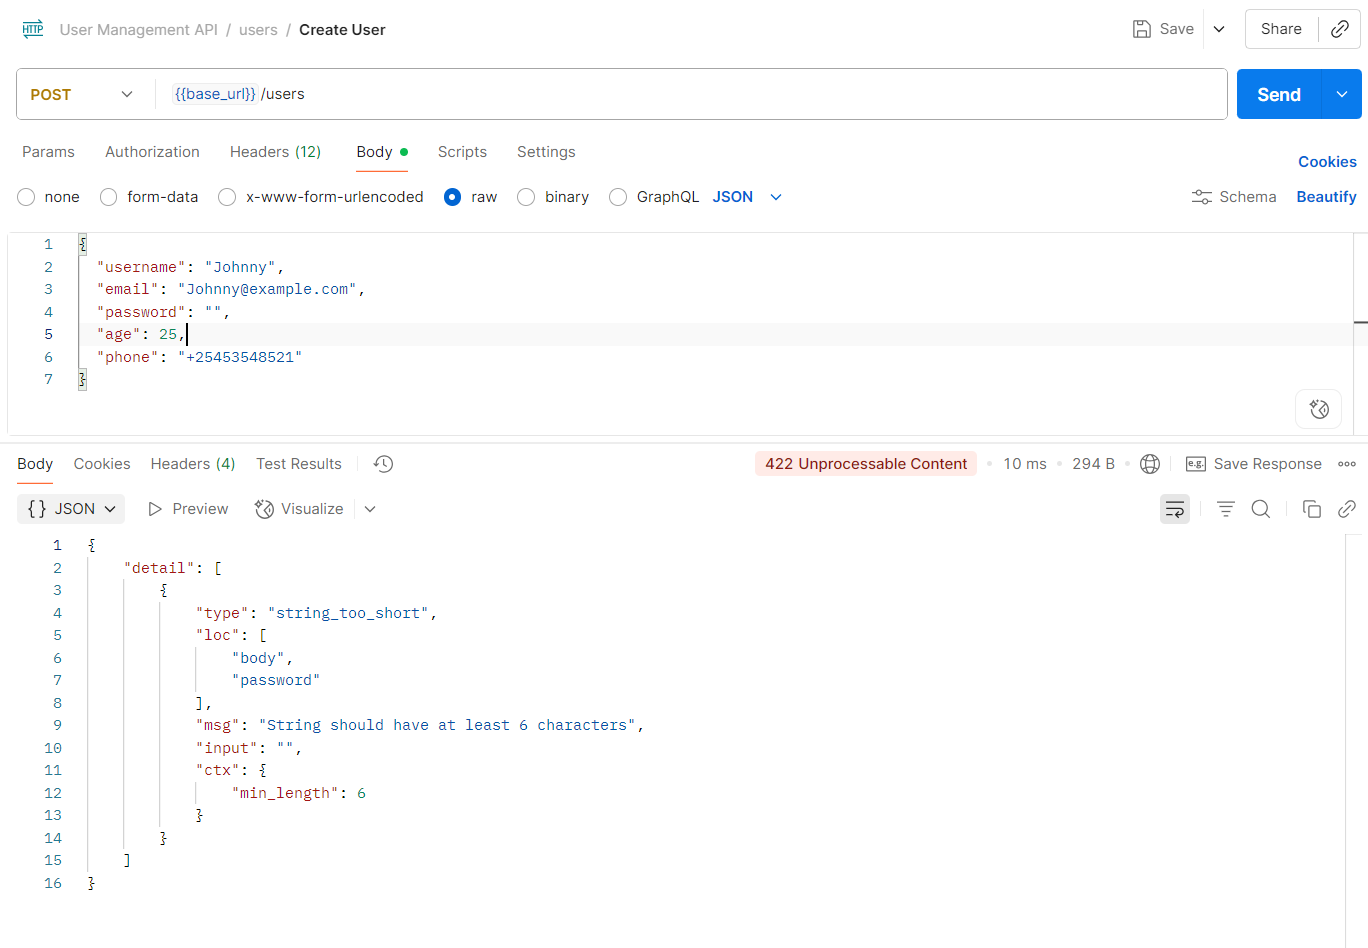 HTTP User Management API / users / Create User Save Share
POST {{base_url}} /users Send
Params Authorization Headers (12) Body Scripts Settings Cookies
none form-data x-www-form-urlencoded raw binary GraphQL JSON Schema Beautify
1 {
2 "username": "Johnny",
3 "email": "Johnny@example.com",
4 "password": "",
5 "age": 25,
6 "phone": "+25453548521"
7 }
Body Cookies Headers (4) Test Results 422 Unprocessable Content 10 ms 294 B e.g. Save Response
{} JSON Preview Visualize
1 {
2 "detail": [
3 {
4 "type": "string_too_short",
5 "loc": [
6 "body",
7 "password"
8 ],
9 "msg": "String should have at least 6 characters",
10 "input": "",
11 "ctx": {
12 "min_length": 6
13 }
14 }
15 ]
16 }